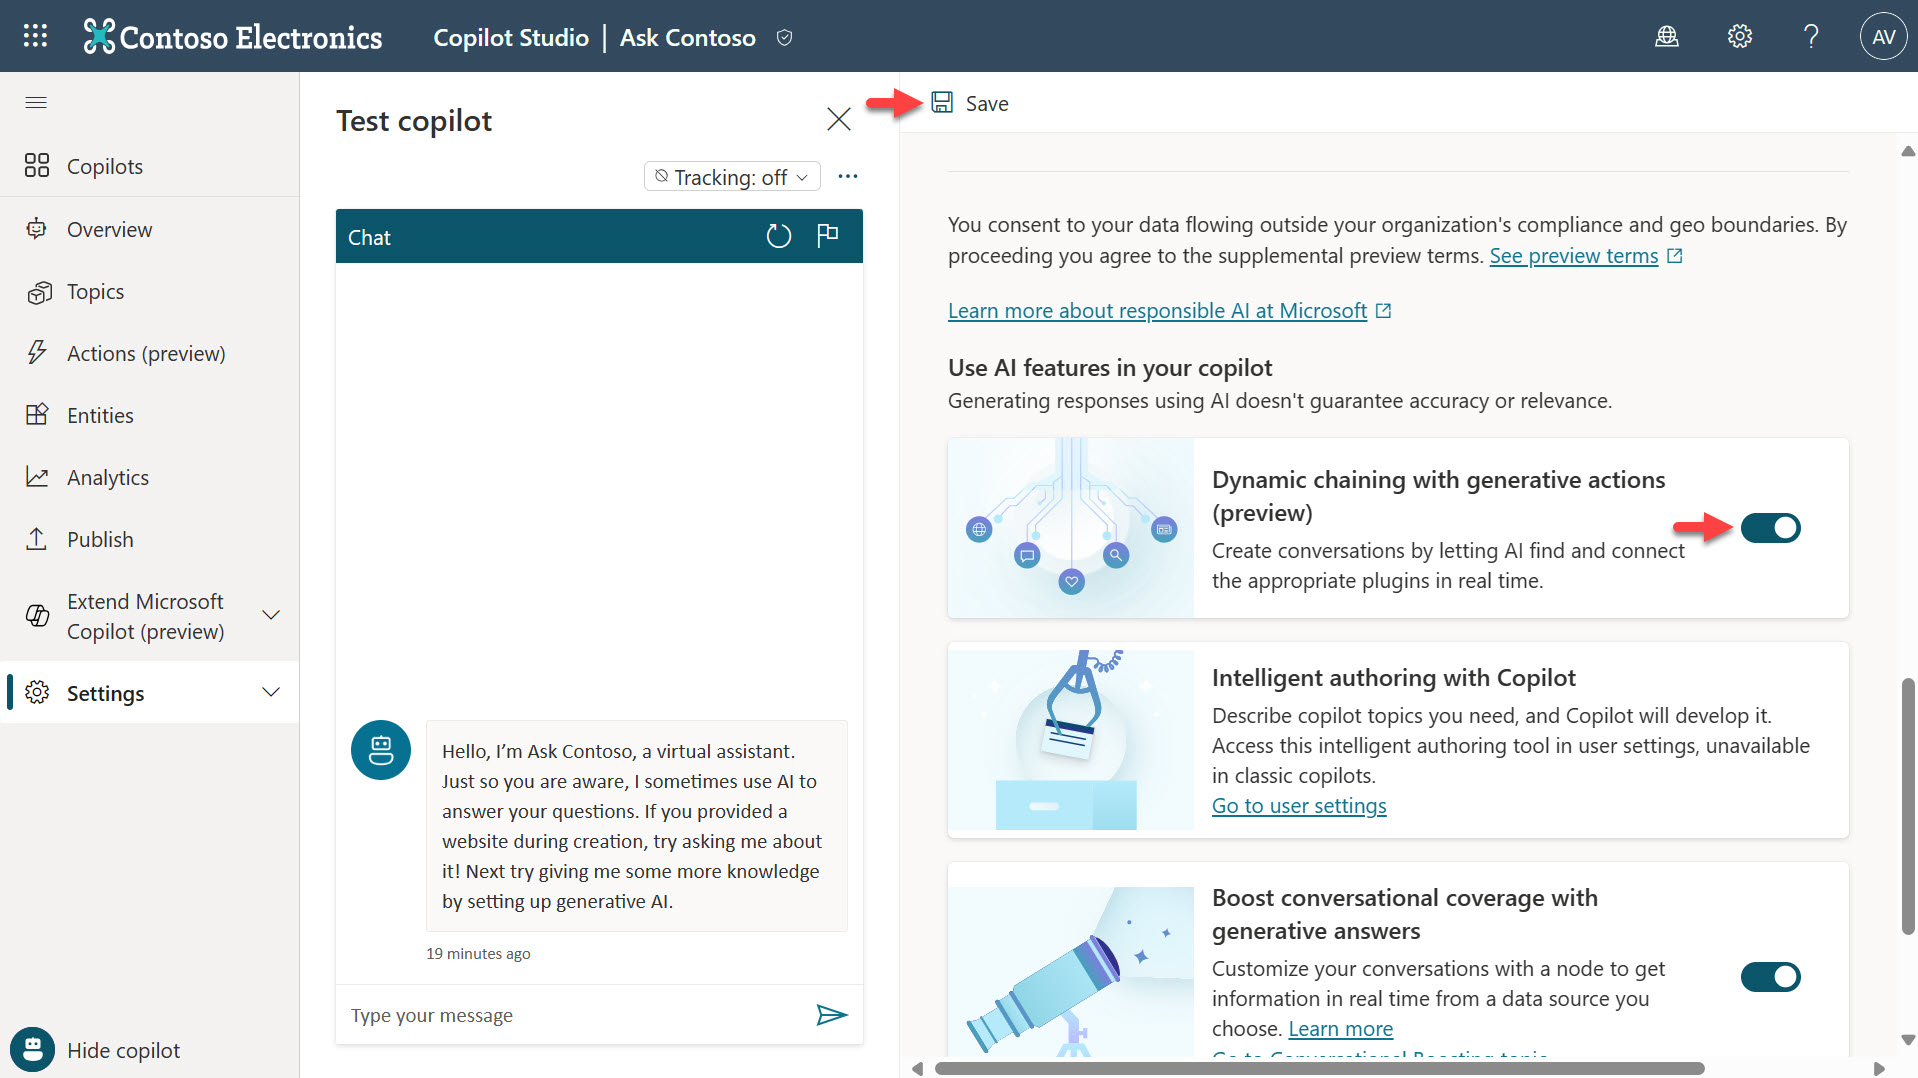 Contoso Electronics
Copilot Studio | Ask Contoso
AV
Copilots
Overview
Topics
Actions (preview)
Entities
Analytics
Publish
Extend Microsoft
Copilot (preview)
Settings
Hide copilot
Test copilot
Tracking: off
Chat
Hello, I’m Ask Contoso, a virtual assistant.
Just so you are aware, I sometimes use AI to
answer your questions. If you provided a
website during creation, try asking me about
it! Next try giving me some more knowledge
by setting up generative AI.
19 minutes ago
Type your message
Save
You consent to your data flowing outside your organization's compliance and geo boundaries. By
proceeding you agree to the supplemental preview terms. See preview terms
Learn more about responsible AI at Microsoft
Use AI features in your copilot
Generating responses using AI doesn't guarantee accuracy or relevance.
Dynamic chaining with generative actions
(preview)
Create conversations by letting AI find and connect
the appropriate plugins in real time.
Intelligent authoring with Copilot
Describe copilot topics you need, and Copilot will develop it.
Access this intelligent authoring tool in user settings, unavailable
in classic copilots.
Go to user settings
Boost conversational coverage with
generative answers
Customize your conversations with a node to get
information in real time from a data source you
choose. Learn more
Go to Conversational Boosting topic